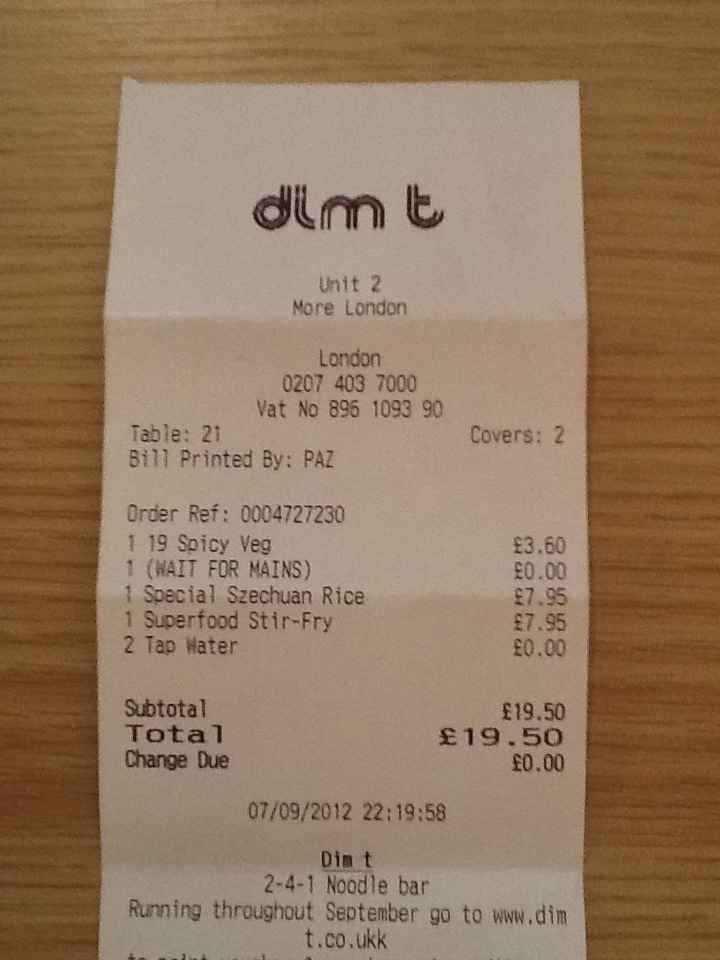 dim t
Unit 2
More London
London
0207 403 7000
Vat No 896 1093 90
Table: 21 Covers: 2
Bill Printed By: PAZ
Order Ref: 0004727230
1 19 Spicy Veg £3.60
1 (WAIT FOR MAINS) £0.00
1 Special Szechuan Rice £7.95
1 Superfood Stir-Fry £7.95
2 Tap Water £0.00
Subtotal £19.50
Total £19.50
Change Due £0.00
07/09/2012 22:19:58
Dim t
2-4-1 Noodle bar
Running throughout September go to www.dim
t.co.ukk